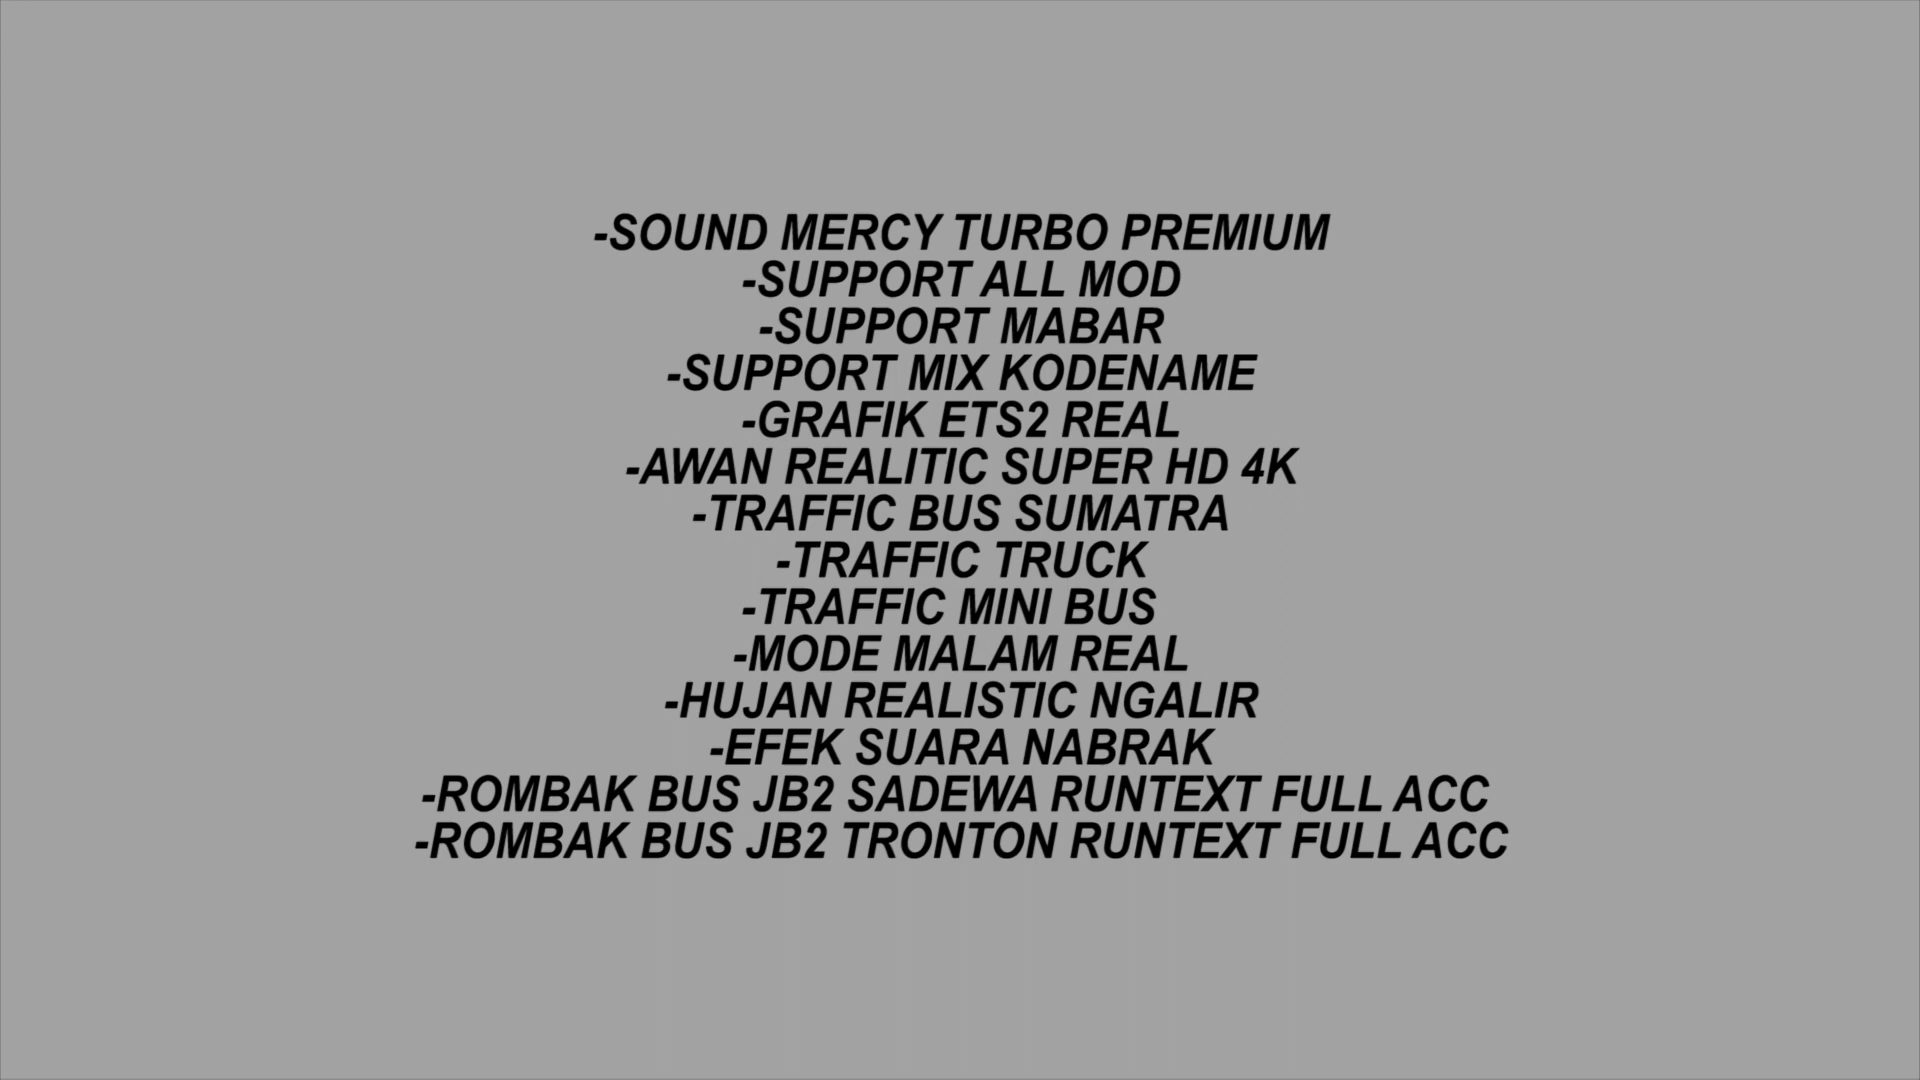 -SOUND MERCY TURBO PREMIUM
-SUPPORT ALL MOD
-SUPPORT MABAR
-SUPPORT MIX KODENAME
-GRAFIK ETS2 REAL
-AWAN REALITIC SUPER HD 4K
-TRAFFIC BUS SUMATRA
-TRAFFIC TRUCK
-TRAFFIC MINI BUS
-MODE MALAM REAL
-HUJAN REALISTIC NGALIR
-EFEK SUARA NABRAK
-ROMBAK BUS JB2 SADEWA RUNTEXT FULL ACC
-ROMBAK BUS JB2 TRONTON RUNTEXT FULL ACC